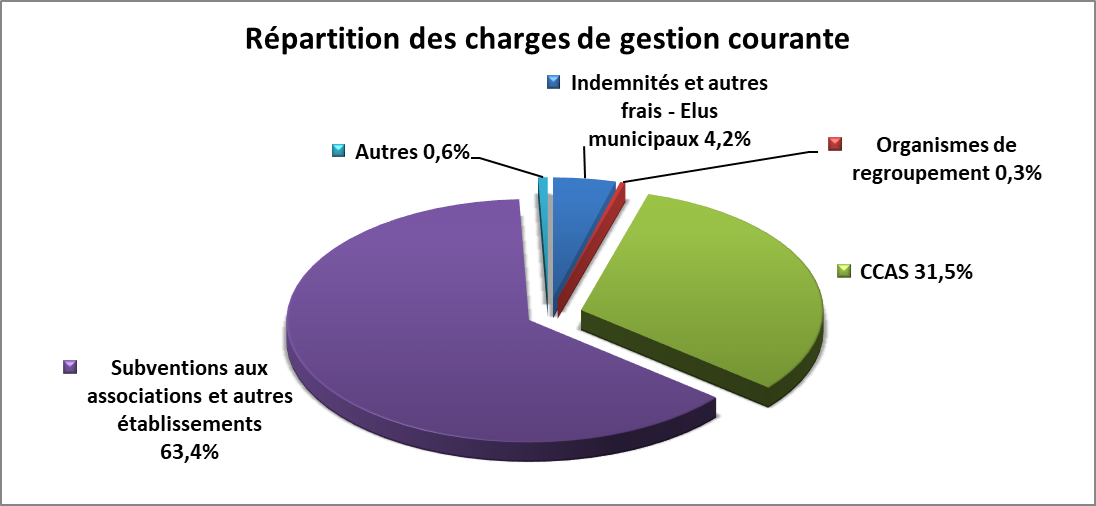 Répartition des charges de gestion courante
Indemnités et autres
frais - Elus
municipaux 4,2%
Autres 0,6%
Organismes de
regroupement 0,3%
CCAS 31,5%
Subventions aux
associations et autres
établissements
63,4%